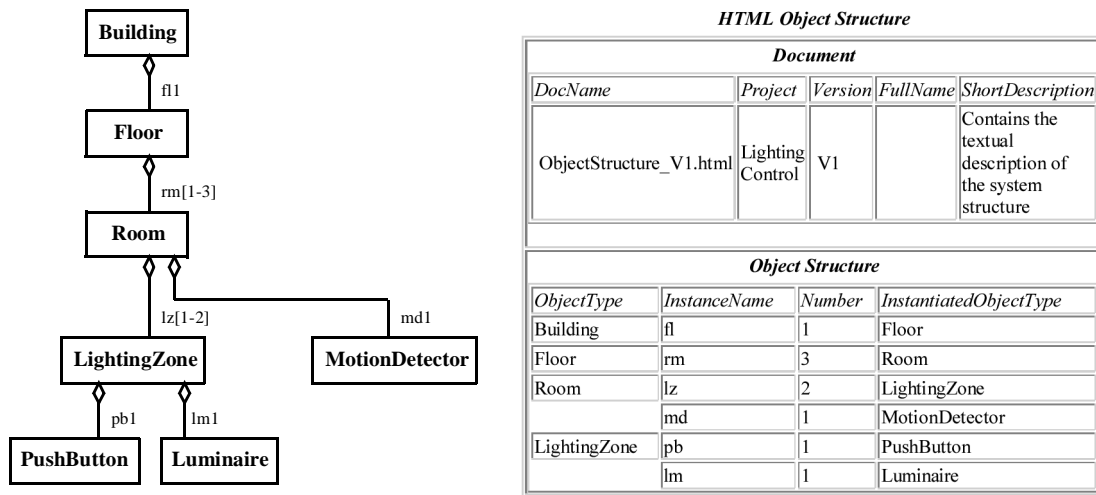 Building
fl1
Floor
rm[1-3]
Room
lz[1-2]
md1
LightingZone
MotionDetector
pb1
lm1
PushButton
Luminaire
HTML Object Structure
Document
DocName Project Version FullName ShortDescription
ObjectStructure_V1.html Lighting Control V1 Contains the textual description of the system structure
Object Structure
ObjectType InstanceName Number InstantiatedObjectType
Building fl 1 Floor
Floor rm 3 Room
Room lz 2 LightingZone
md 1 MotionDetector
LightingZone pb 1 PushButton
lm 1 Luminaire